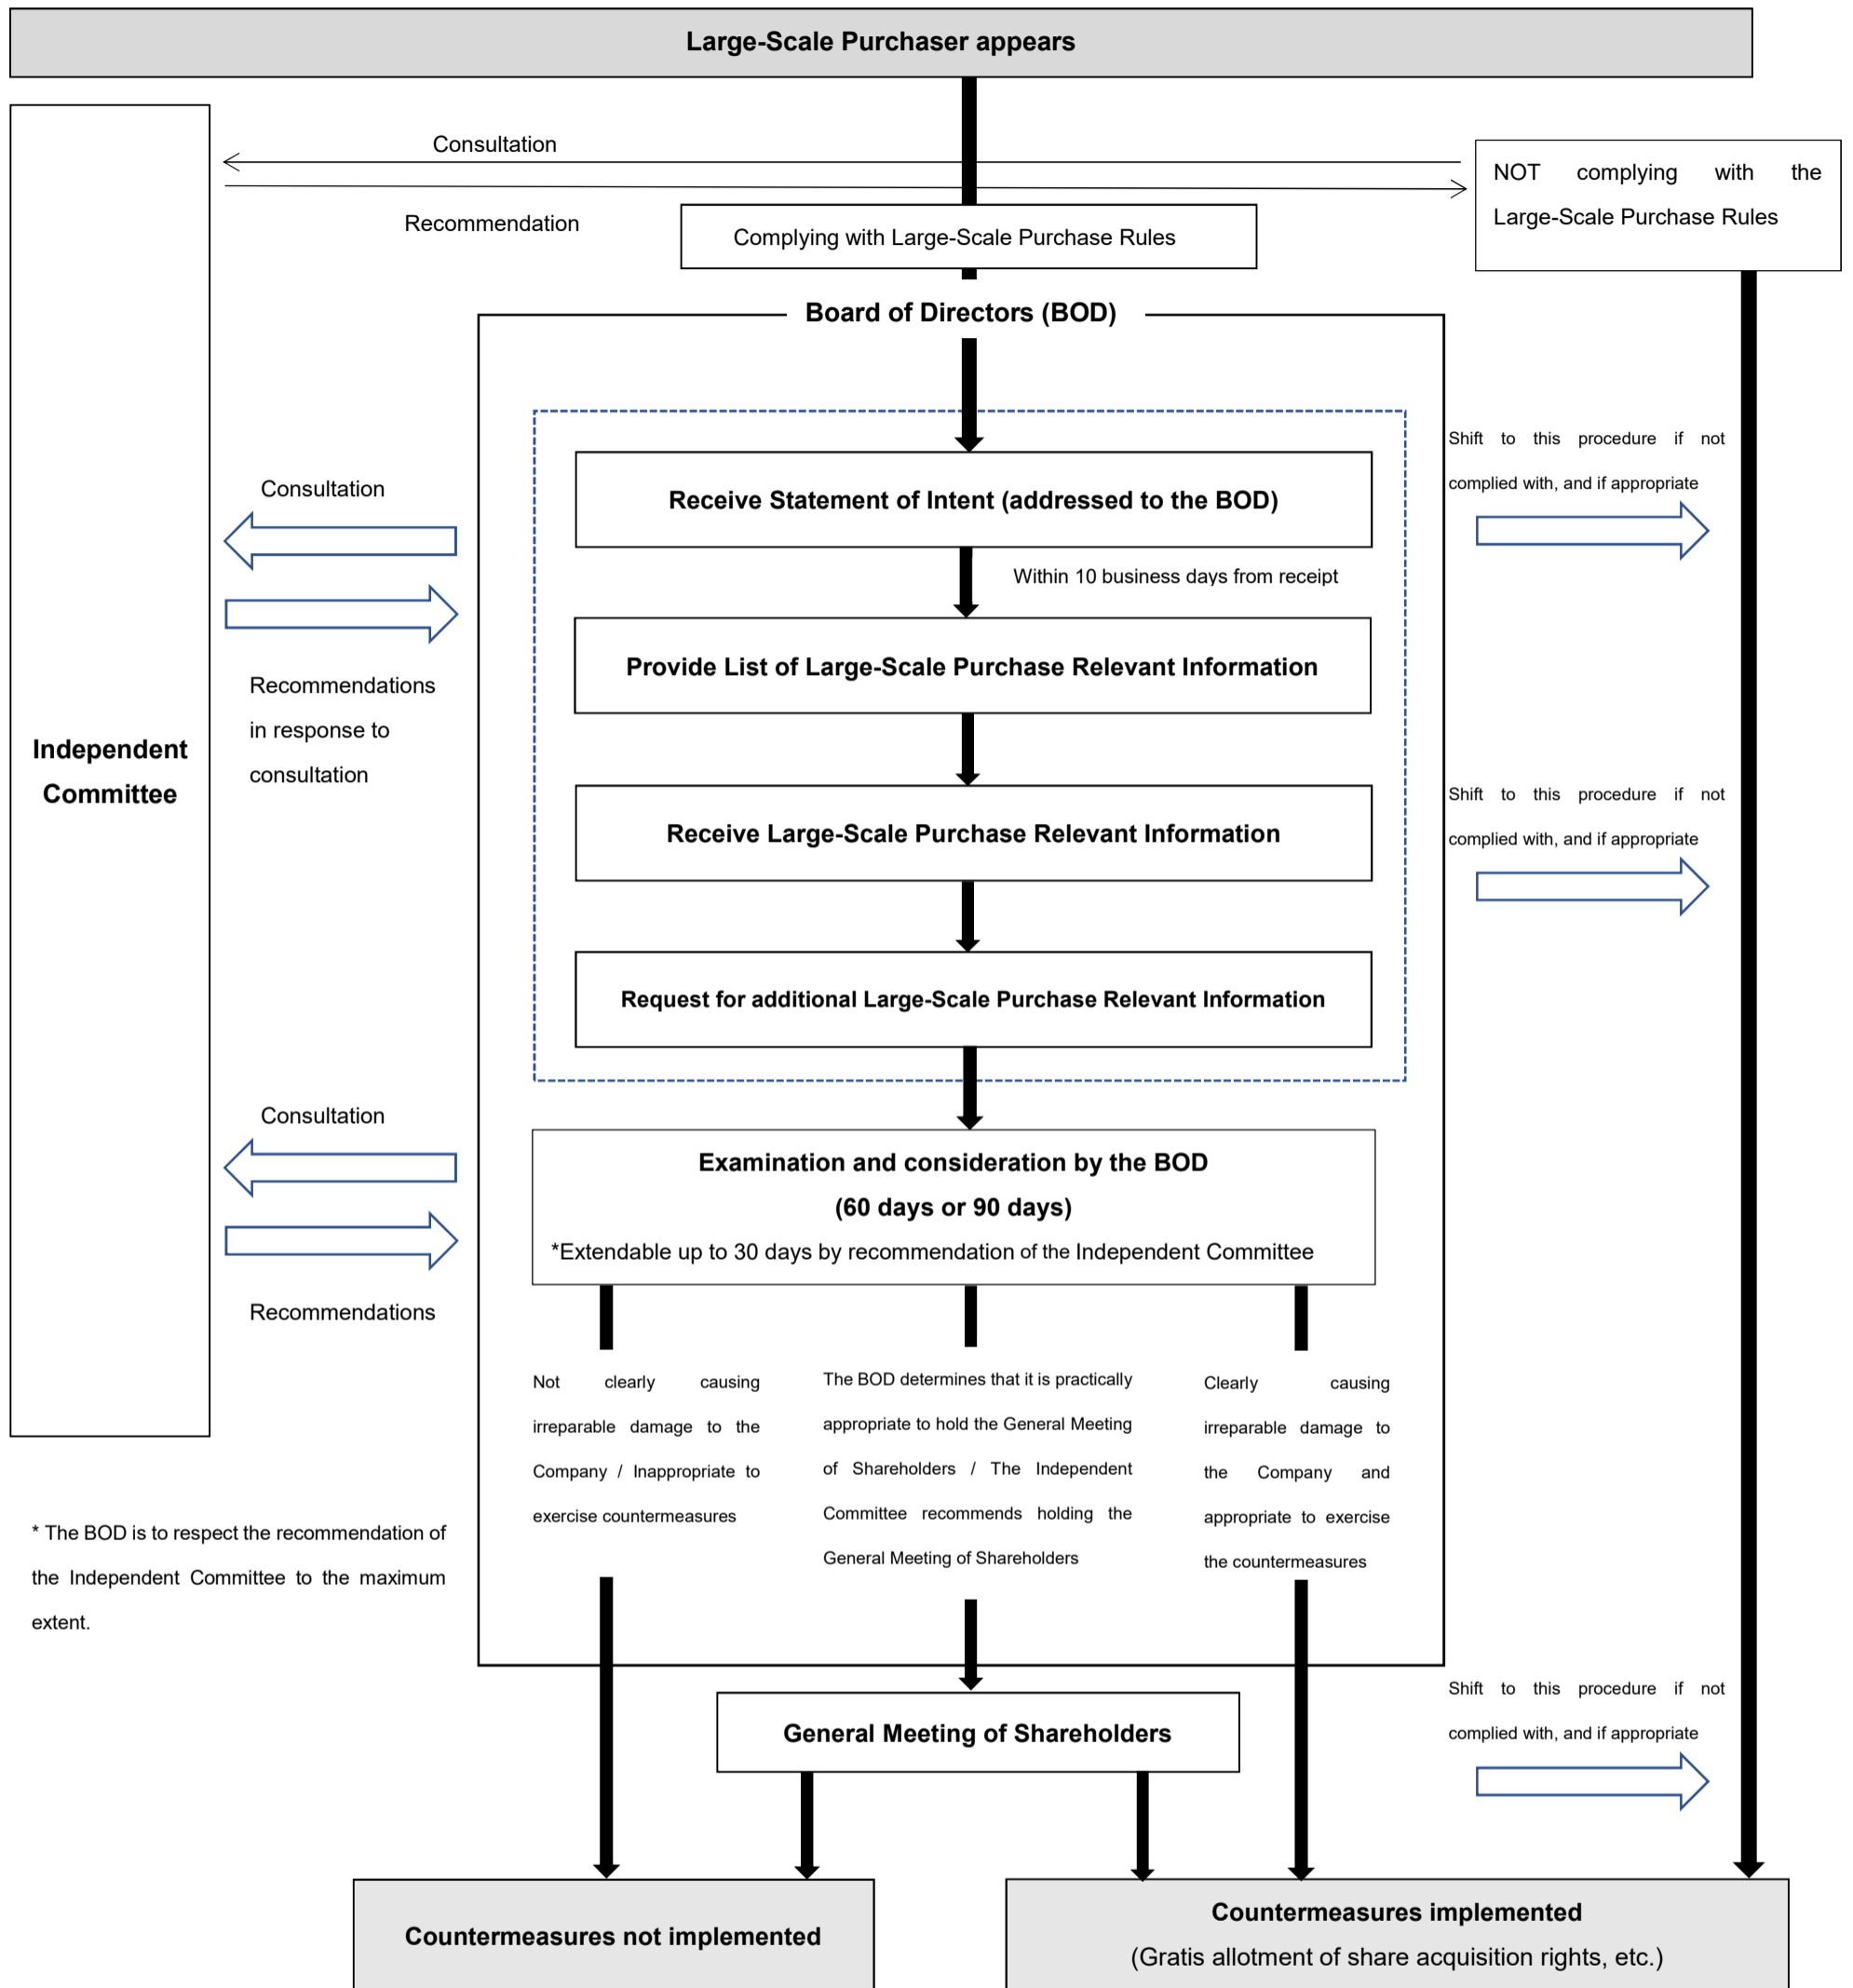 Large-Scale Purchaser appears
Consultation
Recommendation
NOT complying with the
Large-Scale Purchase Rules
Complying with Large-Scale Purchase Rules
Board of Directors (BOD)
Shift to this procedure if not
complied with, and if appropriate
Consultation
Receive Statement of Intent (addressed to the BOD)
Within 10 business days from receipt
Provide List of Large-Scale Purchase Relevant Information
Recommendations
in response to
consultation
Independent
Committee
Receive Large-Scale Purchase Relevant Information
Shift to this procedure if not
complied with, and if appropriate
Request for additional Large-Scale Purchase Relevant Information
Consultation
Recommendations
Examination and consideration by the BOD
(60 days or 90 days)
*Extendable up to 30 days by recommendation of the Independent Committee
Not clearly causing
irreparable damage to the
Company / Inappropriate to
exercise countermeasures
The BOD determines that it is practically
appropriate to hold the General Meeting
of Shareholders / The Independent
Committee recommends holding the
General Meeting of Shareholders
Clearly causing
irreparable damage to
the Company and
appropriate to exercise
the countermeasures
* The BOD is to respect the recommendation of
the Independent Committee to the maximum
extent.
General Meeting of Shareholders
Shift to this procedure if not
complied with, and if appropriate
Countermeasures not implemented
Countermeasures implemented
(Gratis allotment of share acquisition rights, etc.)